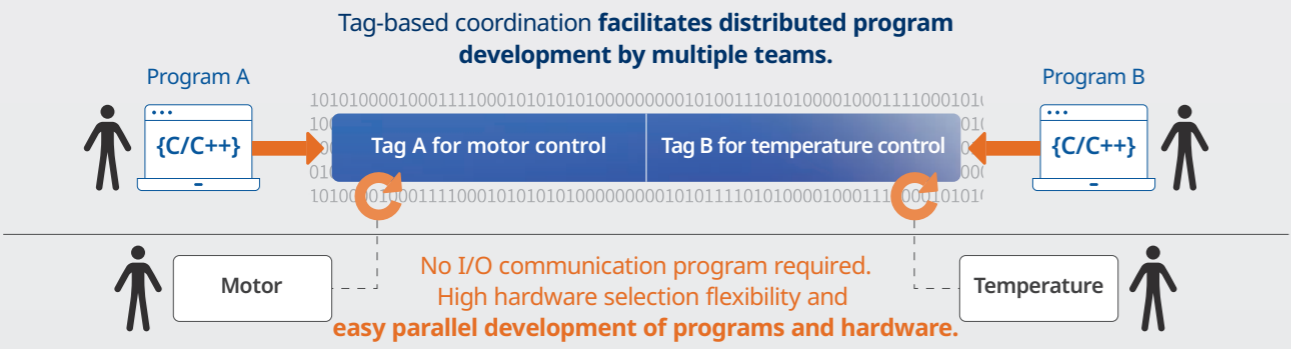 Tag-based coordination facilitates distributed program
development by multiple teams.
Program A
Program B
{C/C++}
Tag A for motor control
Tag B for temperature control
{C/C++}
Motor
No I/O communication program required.
High hardware selection flexibility and
easy parallel development of programs and hardware.
Temperature